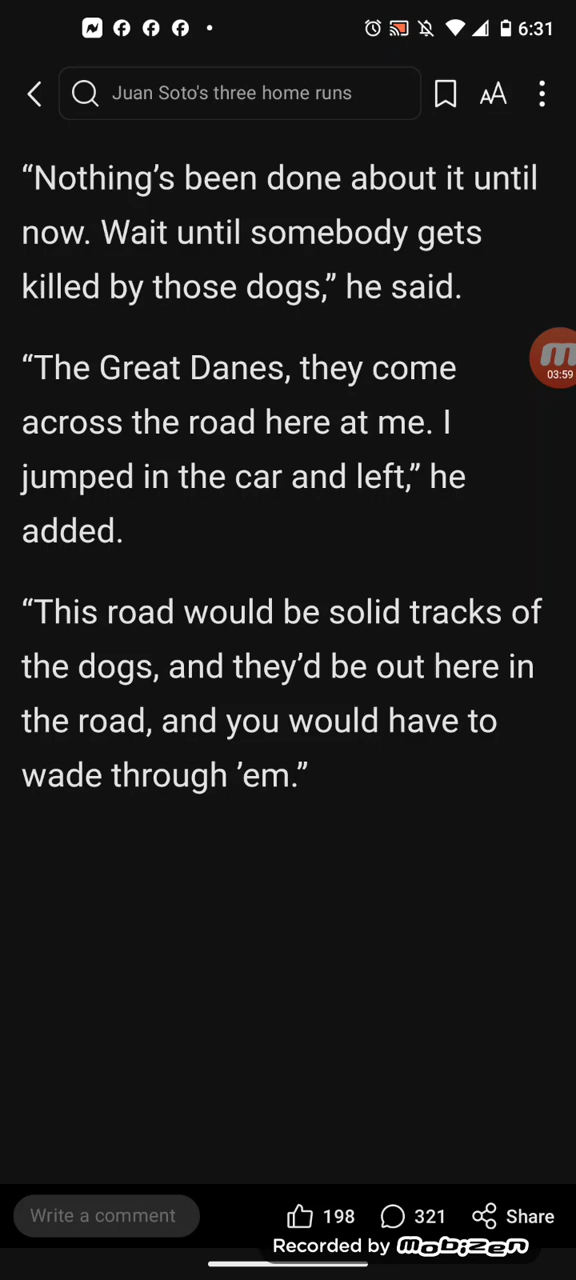 6:31
Juan Soto's three home runs
AA
“Nothing’s been done about it until
now. Wait until somebody gets
killed by those dogs,” he said.
03:59
“The Great Danes, they come
across the road here at me. I
jumped in the car and left,” he
added.
“This road would be solid tracks of
the dogs, and they’d be out here in
the road, and you would have to
wade through ’em.”
Write a comment
198
321
Share
Recorded by mobizen